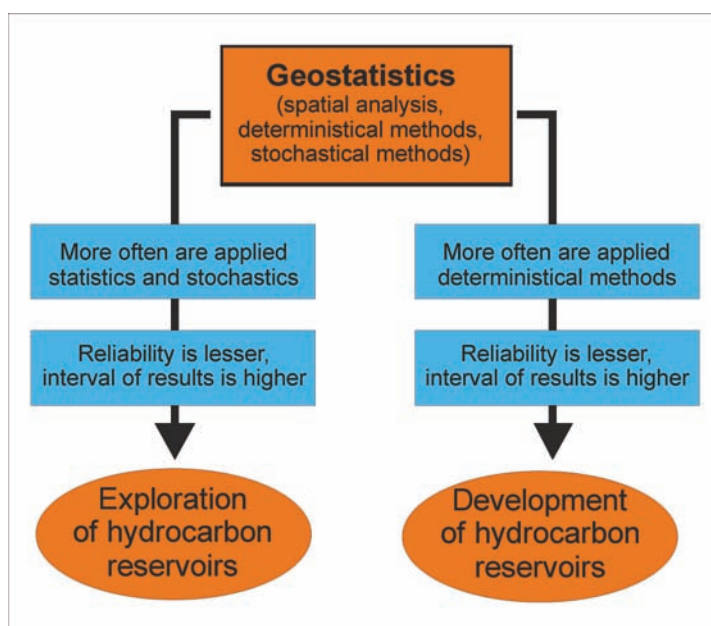 Geostatistics
(spatial analysis,
deterministical methods,
stochastical methods)
More often are applied
statistics and stochastics
Reliability is lesser,
interval of results is higher
Exploration
of hydrocarbon
reservoirs
More often are applied
deterministical methods
Reliability is lesser,
interval of results is higher
Development
of hydrocarbon
reservoirs